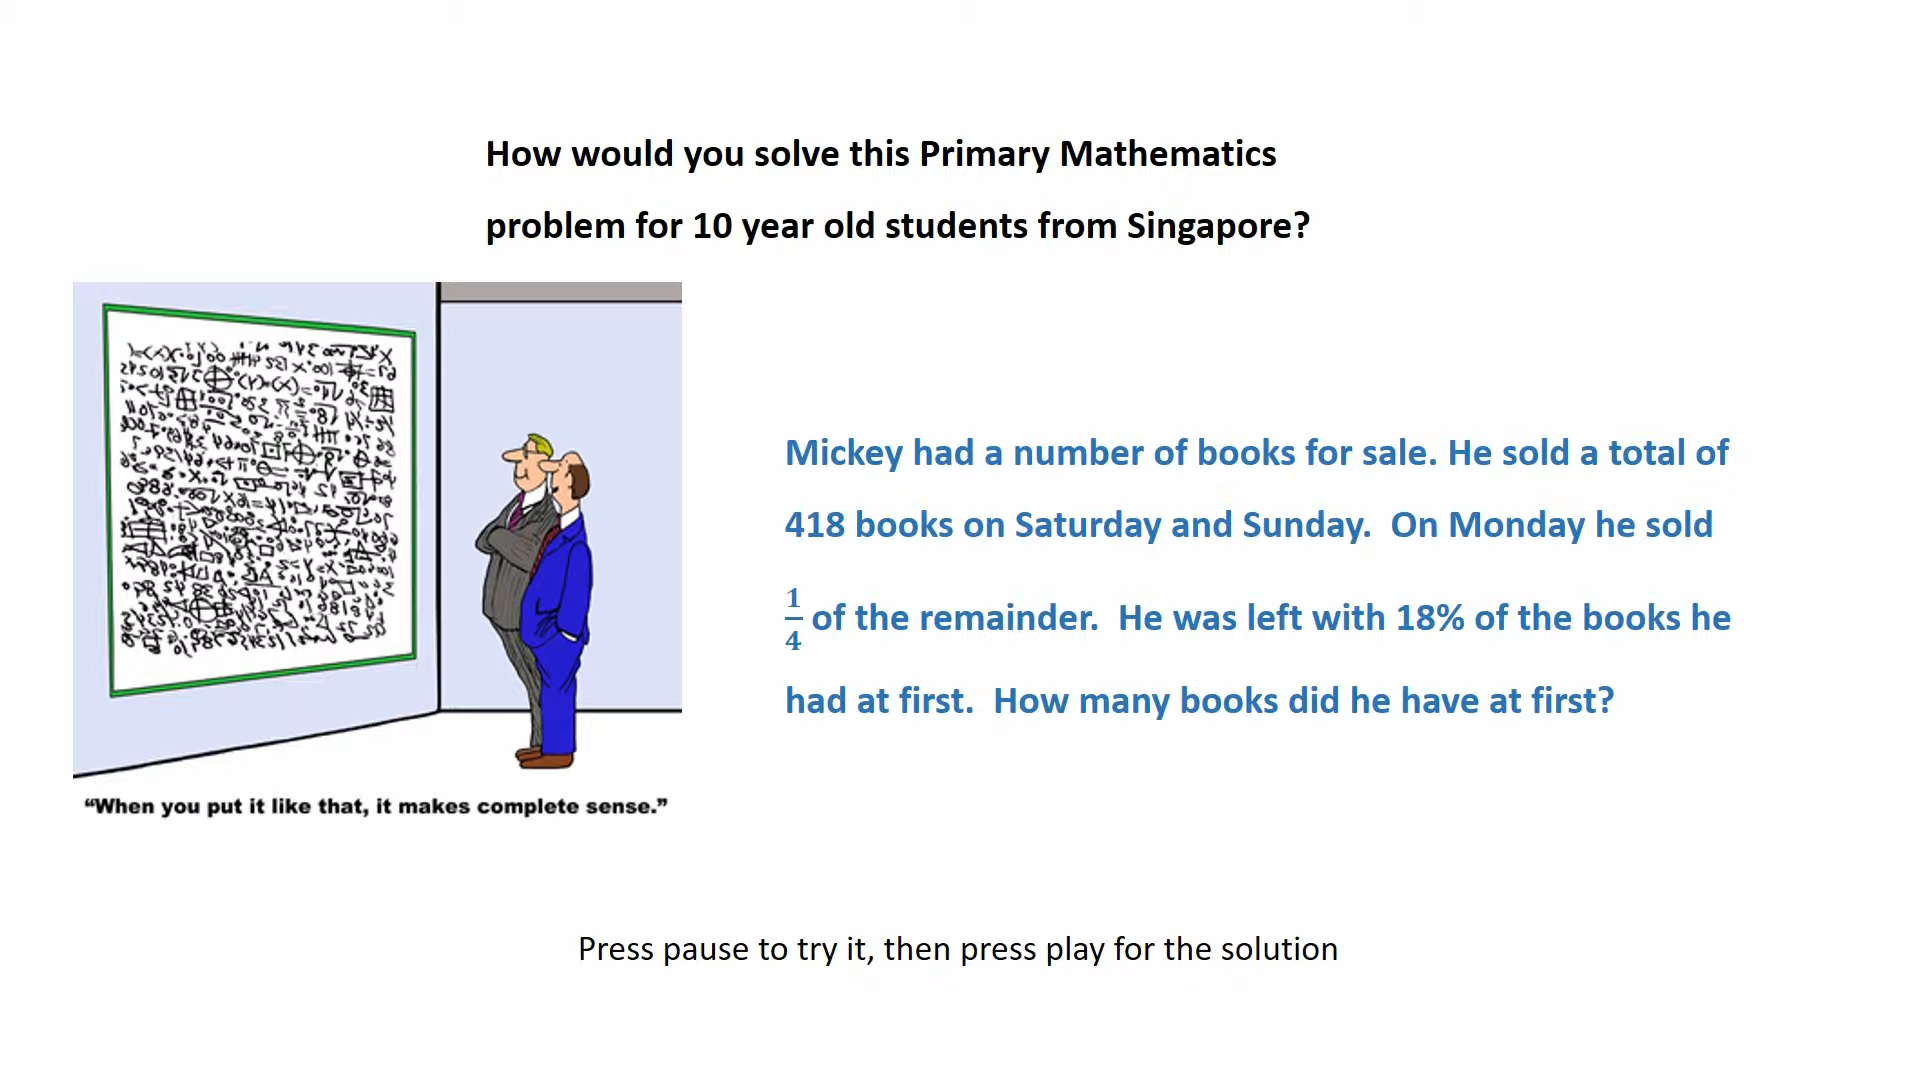 How would you solve this Primary Mathematics
problem for 10 year old students from Singapore?
Mickey had a number of books for sale. He sold a total of
418 books on Saturday and Sunday. On Monday he sold
1/4 of the remainder. He was left with 18% of the books he
had at first. How many books did he have at first?
“When you put it like that, it makes complete sense.”
Press pause to try it, then press play for the solution